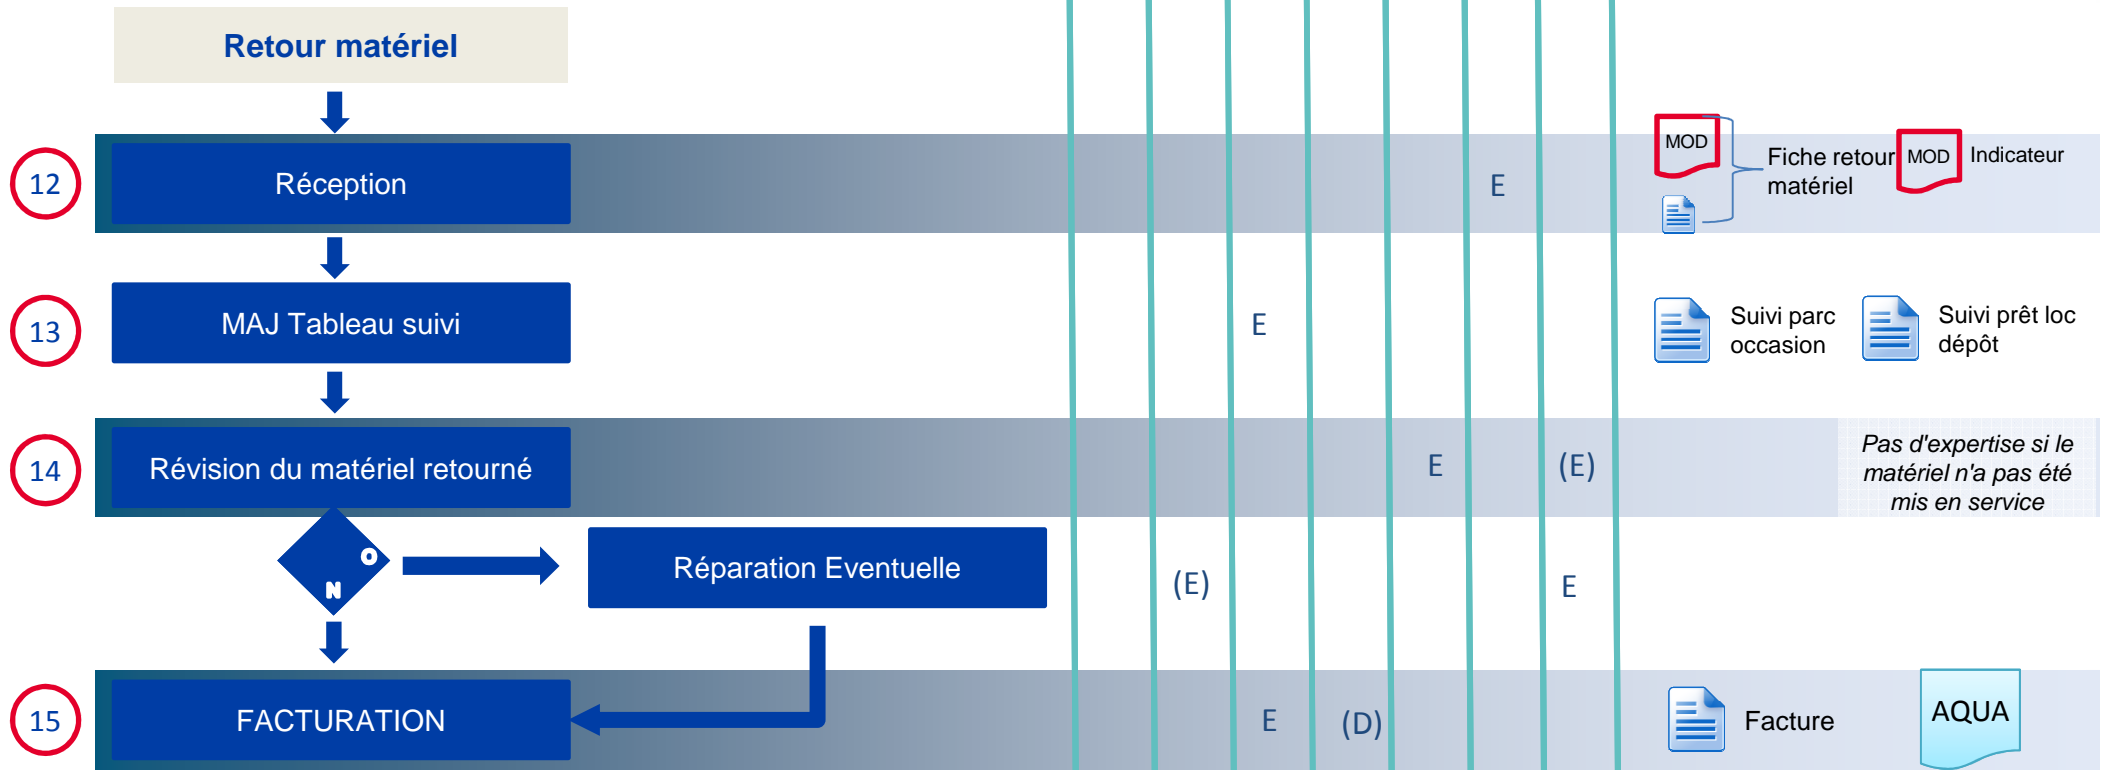 Retour matériel
12
Réception
E
MOD
Fiche retour
matériel
MOD
Indicateur
13
MAJ Tableau suivi
E
Suivi parc
occasion
Suivi prêt loc
dépôt
14
Révision du matériel retourné
E
(E)
Pas d'expertise si le
matériel n'a pas été
mis en service
O
N
Réparation Eventuelle
(E)
E
15
FACTURATION
E
(D)
Facture
AQUA